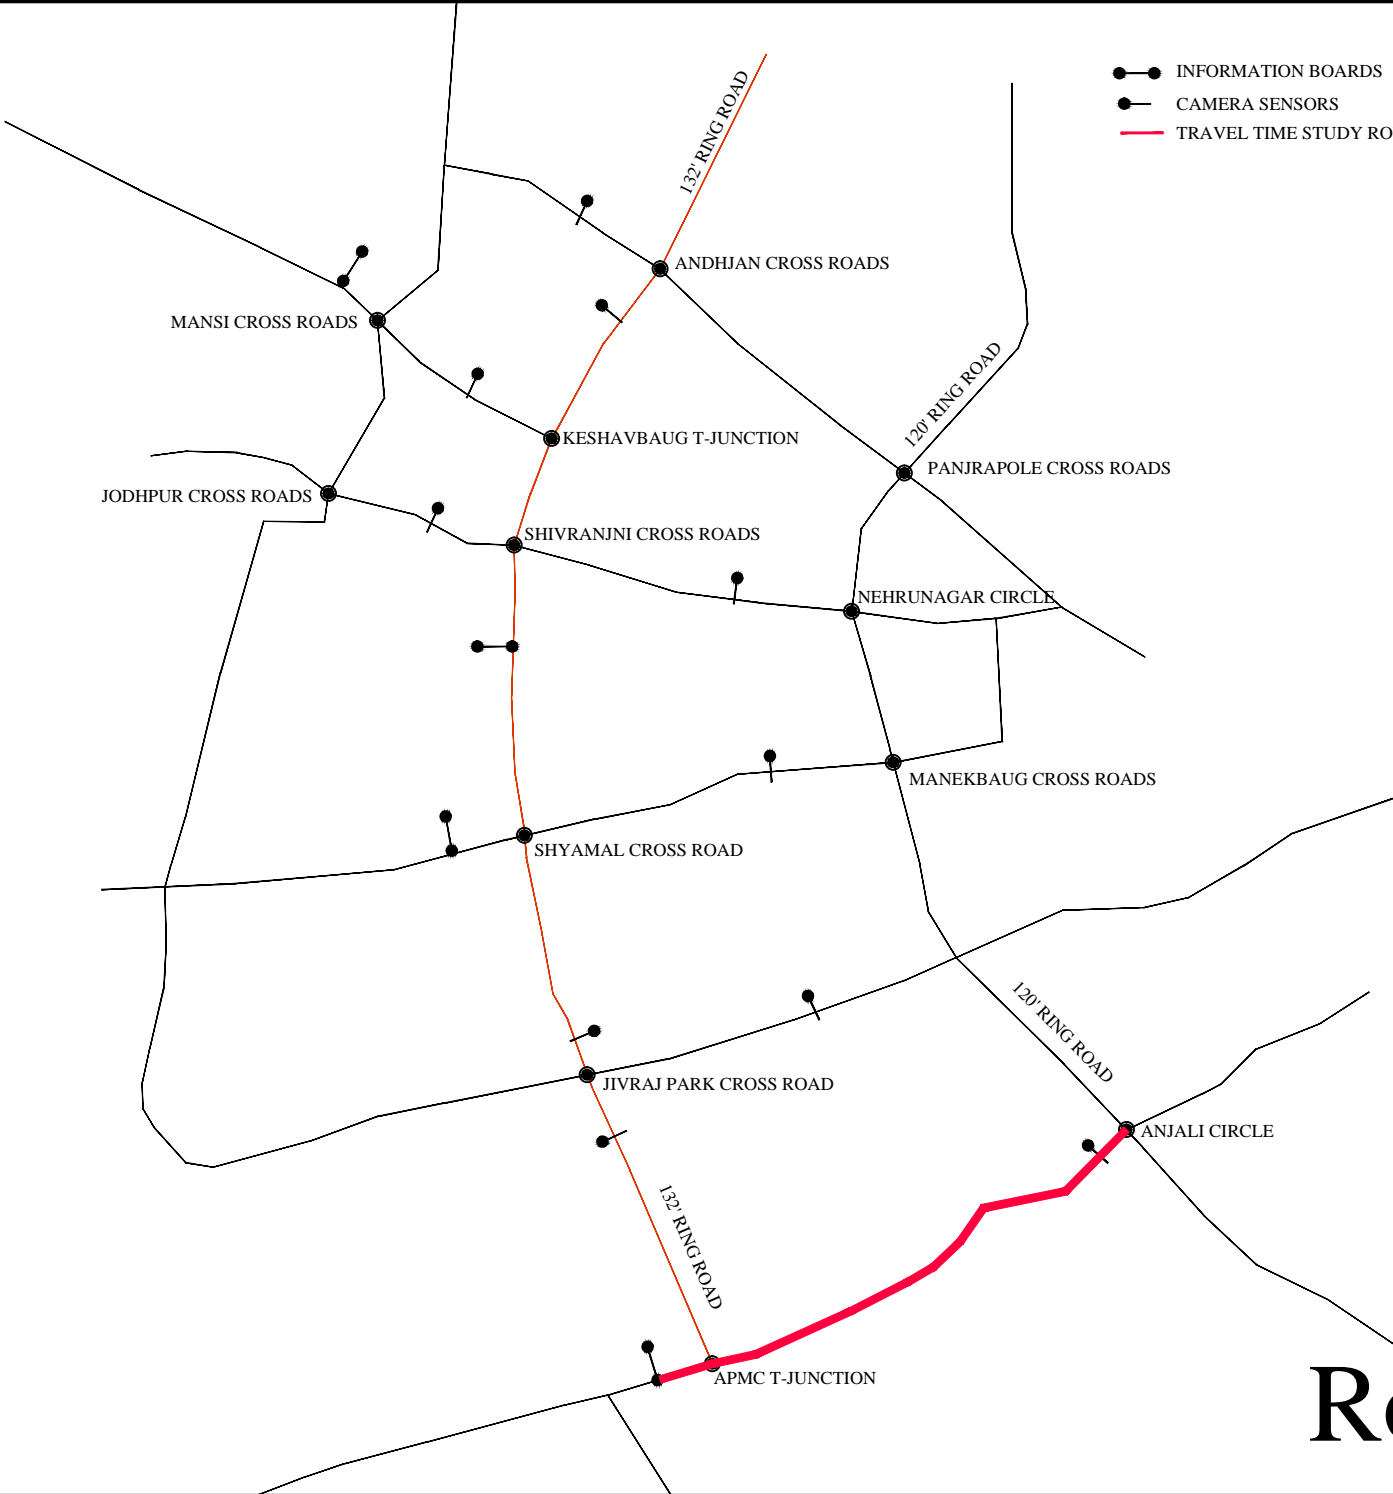 132' RING ROAD
INFORMATION BOARDS
CAMERA SENSORS
TRAVEL TIME STUDY RO
ANDHJAN CROSS ROADS
MANSI CROSS ROADS
120' RING ROAD
KESHAVBAUG T-JUNCTION
PANJRAPOLE CROSS ROADS
JODHPUR CROSS ROADS
SHIVRANJNI CROSS ROADS
NEHRUNAGAR CIRCLE
MANEKBAUG CROSS ROADS
SHYAMAL CROSS ROAD
120' RING ROAD
JIVRAJ PARK CROSS ROAD
ANJALI CIRCLE
132' RING ROAD
APMC T-JUNCTION
Ro